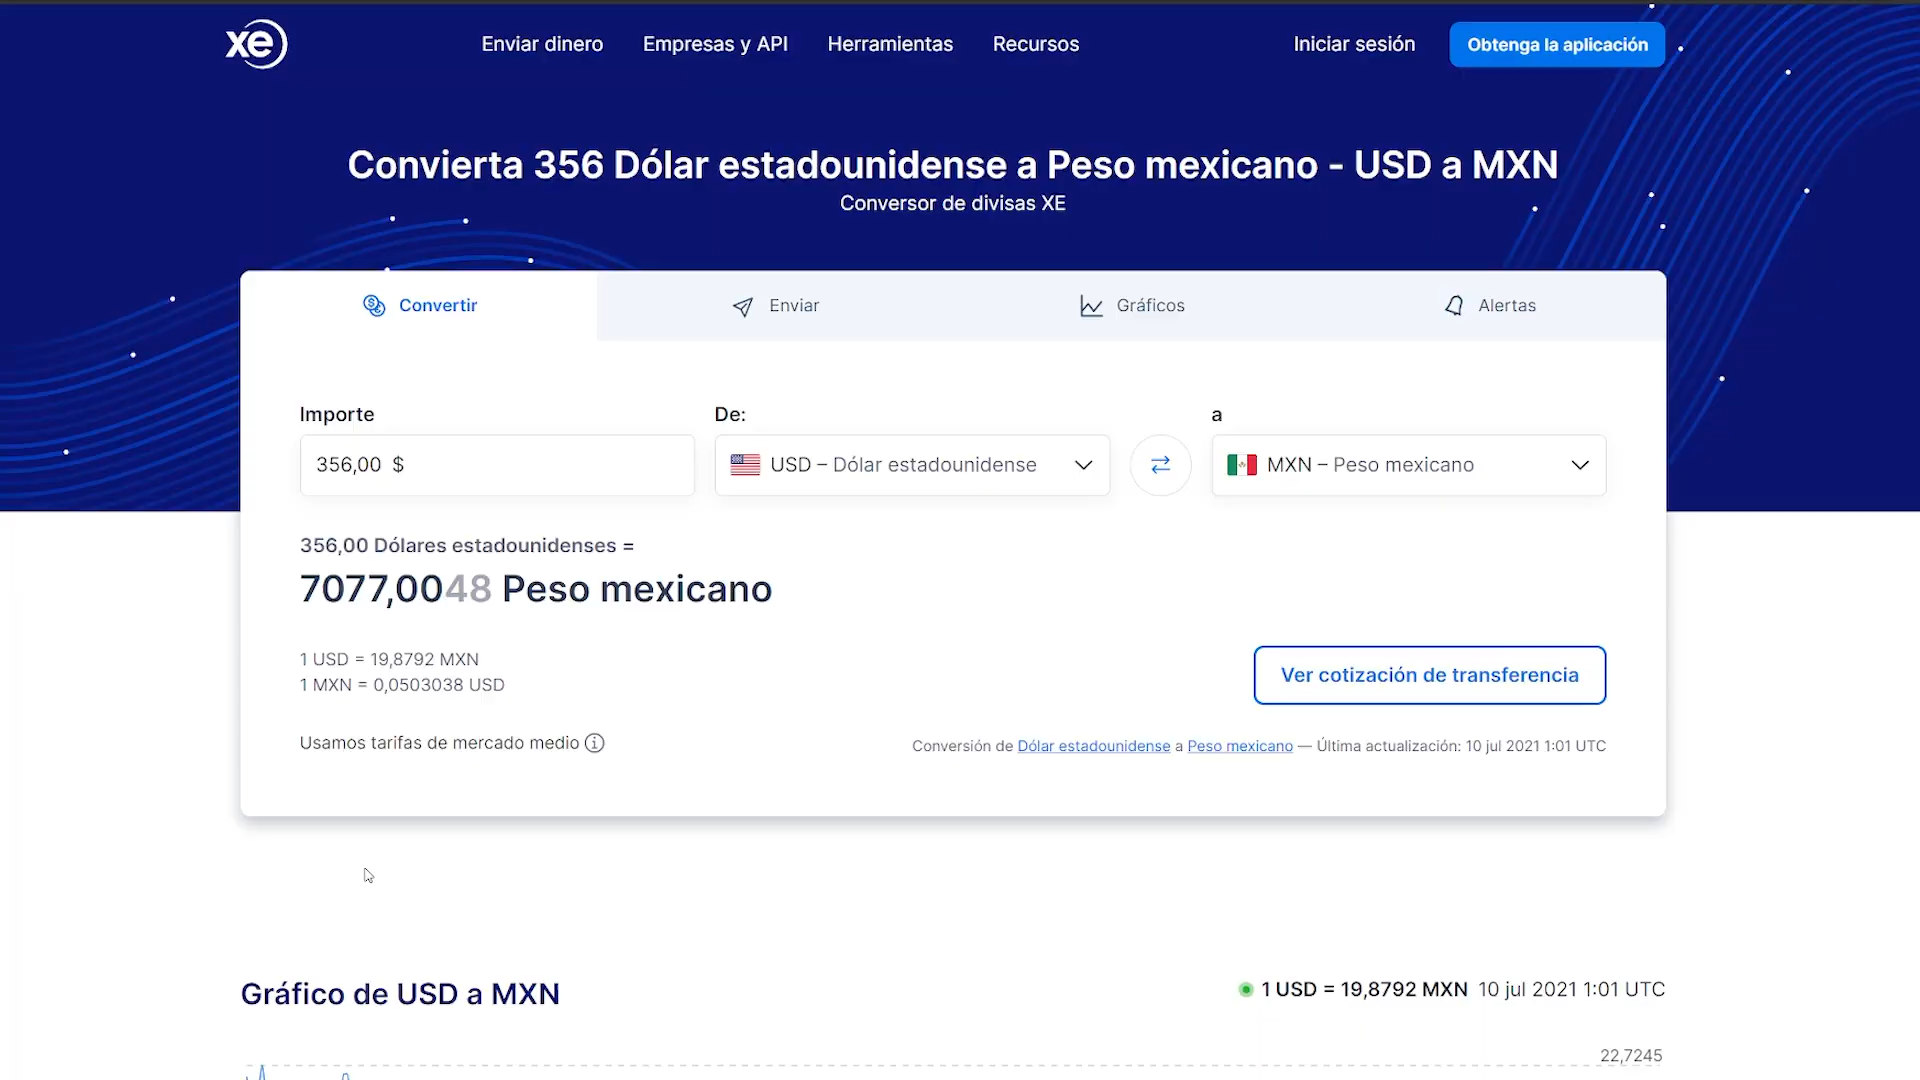 xe
Enviar dinero
Empresas y API
Herramientas
Recursos
Iniciar sesión
Obtenga la aplicación
Convierta 356 Dólar estadounidense a Peso mexicano - USD a MXN
Conversor de divisas XE
Convertir
Enviar
Gráficos
Alertas
Importe
De:
a
356,00 $
USD – Dólar estadounidense
MXN – Peso mexicano
356,00 Dólares estadounidenses =
7077,0048 Peso mexicano
1 USD = 19,8792 MXN
1 MXN = 0,0503038 USD
Ver cotización de transferencia
Usamos tarifas de mercado medio
Conversión de Dólar estadounidense a Peso mexicano — Última actualización: 10 jul 2021 1:01 UTC
Gráfico de USD a MXN
1 USD = 19,8792 MXN 10 jul 2021 1:01 UTC
22,7245